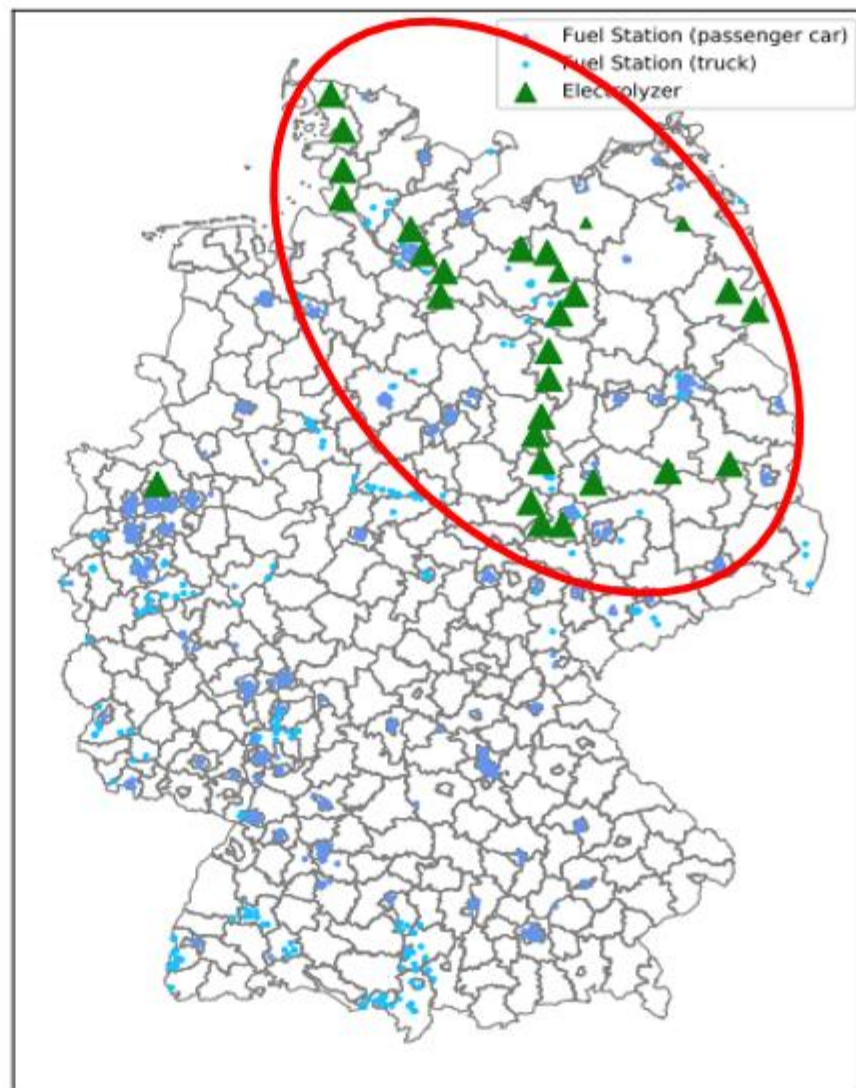 Fuel Station (passenger car)
Fuel Station (truck)
Electrolyzer